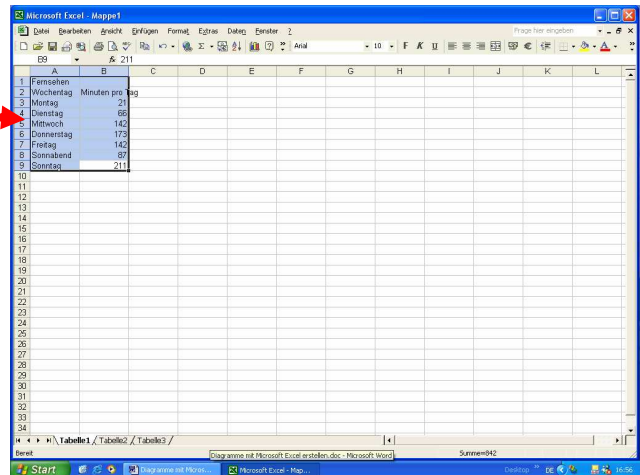 Microsoft Excel - Mappe1
Datei Bearbeiten Ansicht Einfügen Format Extras Daten Fenster ? Frage hier eingeben
Arial 10 F K U
B9 fx 211
A B C D E F G H I J K L
1 Fernsehen
2 Wochentag Minuten pro Tag
3 Montag 21
4 Dienstag 66
5 Mittwoch 142
6 Donnerstag 173
7 Freitag 142
8 Sonnabend 87
9 Sonntag 211
10
11
12
13
14
15
16
17
18
19
20
21
22
23
24
25
26
27
28
29
30
31
32
33
34
Tabelle1 / Tabelle2 / Tabelle3 /
Bereit Summe=842
Diagramme mit Microsoft Excel erstellen.doc - Microsoft Word
Start Diagramme mit Micros... Microsoft Excel - Map... Desktop » DE 16:56